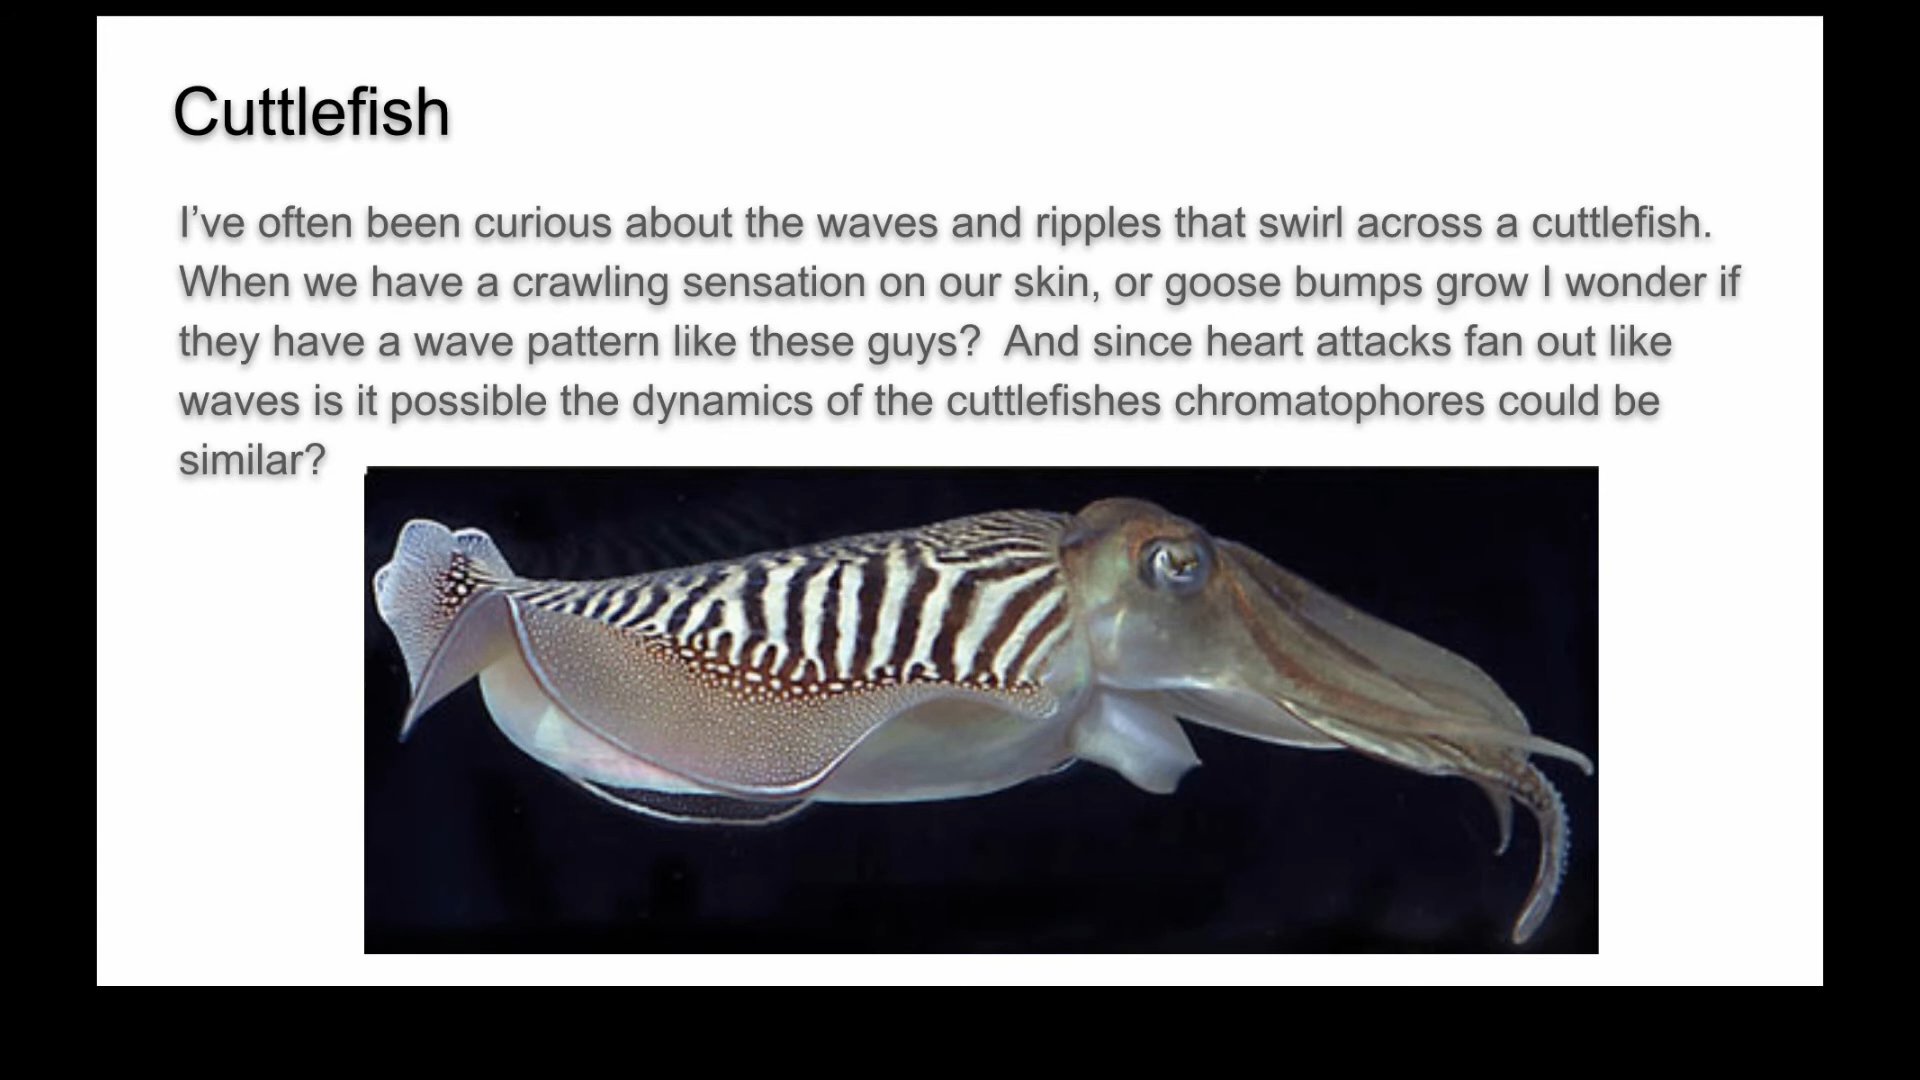 Cuttlefish
I’ve often been curious about the waves and ripples that swirl across a cuttlefish.
When we have a crawling sensation on our skin, or goose bumps grow I wonder if
they have a wave pattern like these guys?  And since heart attacks fan out like
waves is it possible the dynamics of the cuttlefishes chromatophores could be
similar?